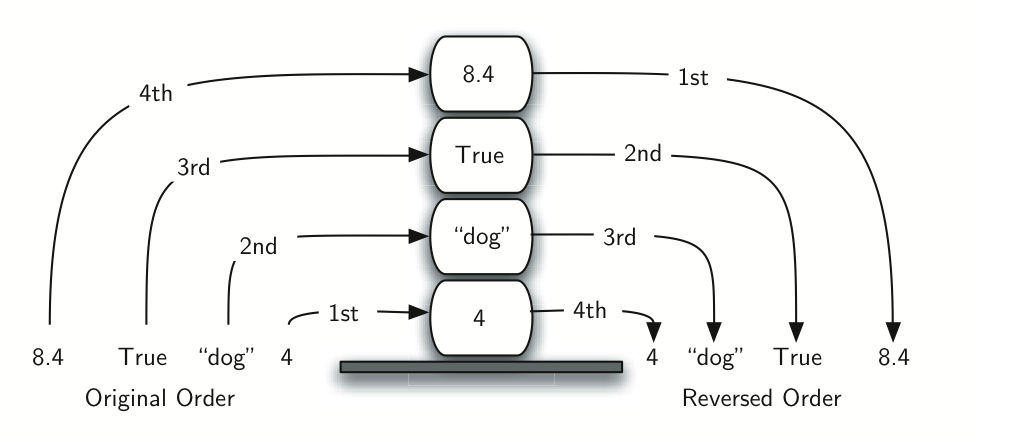 8.4
4th
1st
True
3rd
2nd
“dog”
2nd
3rd
4
1st
4th
8.4 True “dog” 4
4 “dog” True 8.4
Original Order
Reversed Order